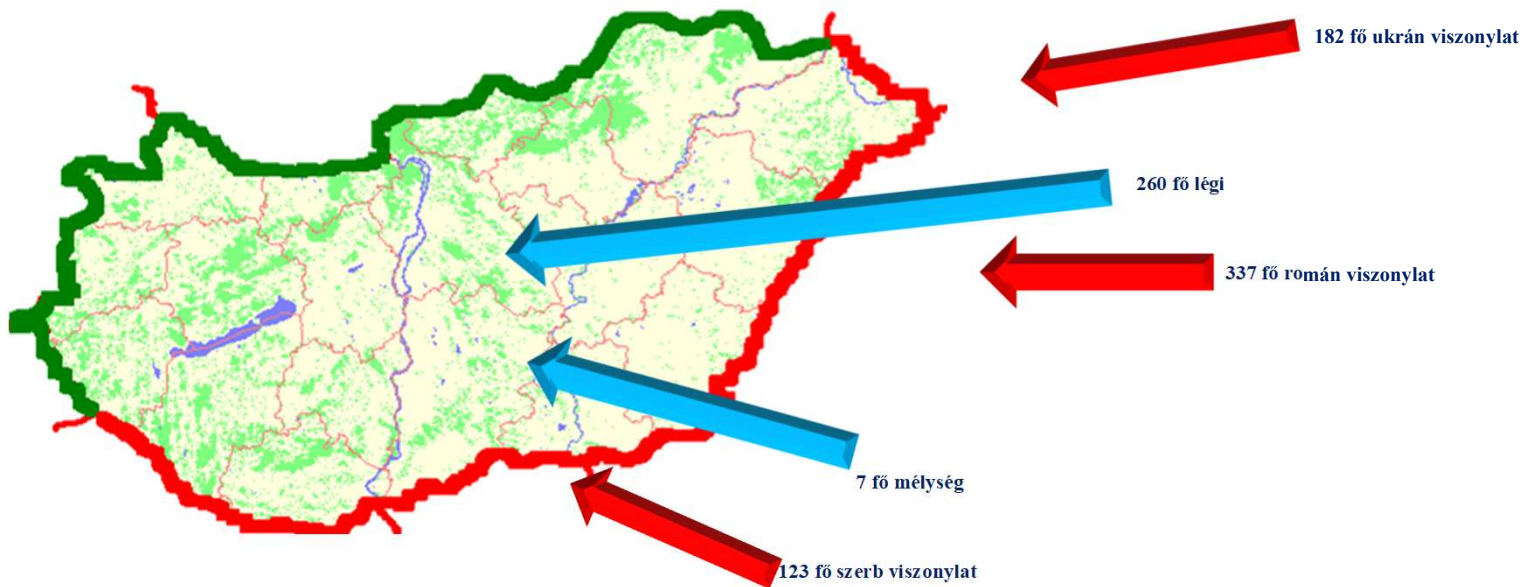 182 fő ukrán viszonylat
260 fő légi
337 fő román viszonylat
7 fő mélység
123 fő szerb viszonylat